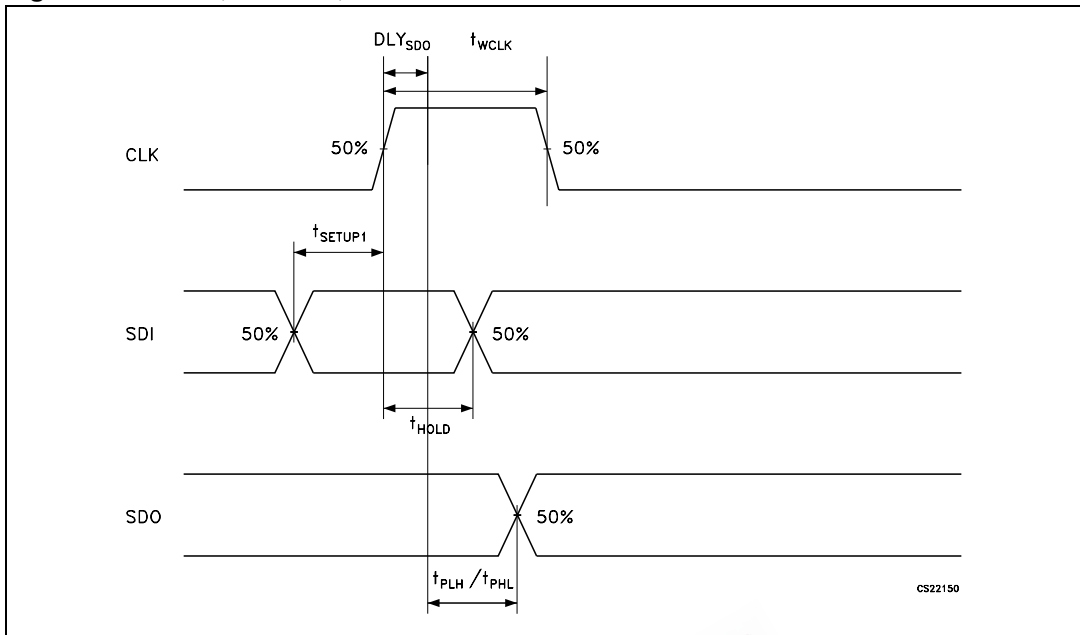 DLYSDO tWCLK
CLK 50% 50%
tSETUP1
SDI 50% 50%
tHOLD
SDO 50%
tPLH /tPHL
CS22150